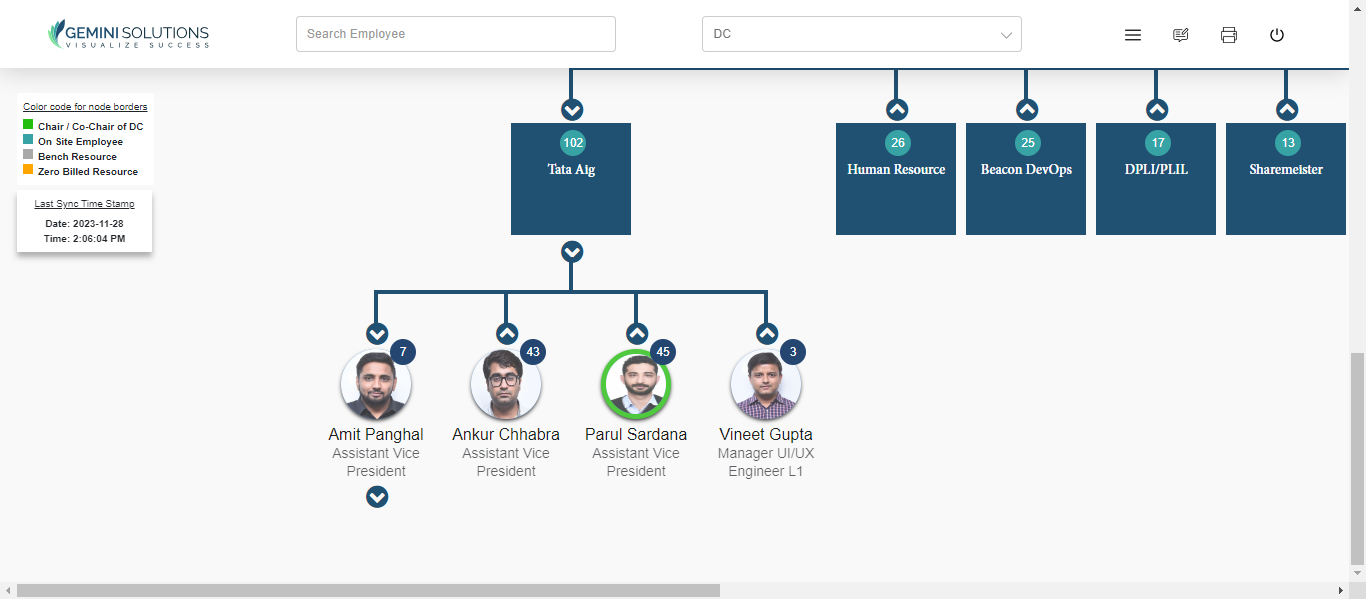 GEMINI SOLUTIONS
VISUALIZE SUCCESS
Search Employee
DC
Color code for node borders
Chair / Co-Chair of DC
On Site Employee
Bench Resource
Zero Billed Resource
Last Sync Time Stamp
Date: 2023-11-28
Time: 2:06:04 PM
102
Tata Aig
26
Human Resource
25
Beacon DevOps
17
DPLI/PLIL
13
Sharemeister
7
Amit Panghal
Assistant Vice
President
43
Ankur Chhabra
Assistant Vice
President
45
Parul Sardana
Assistant Vice
President
3
Vineet Gupta
Manager UI/UX
Engineer L1